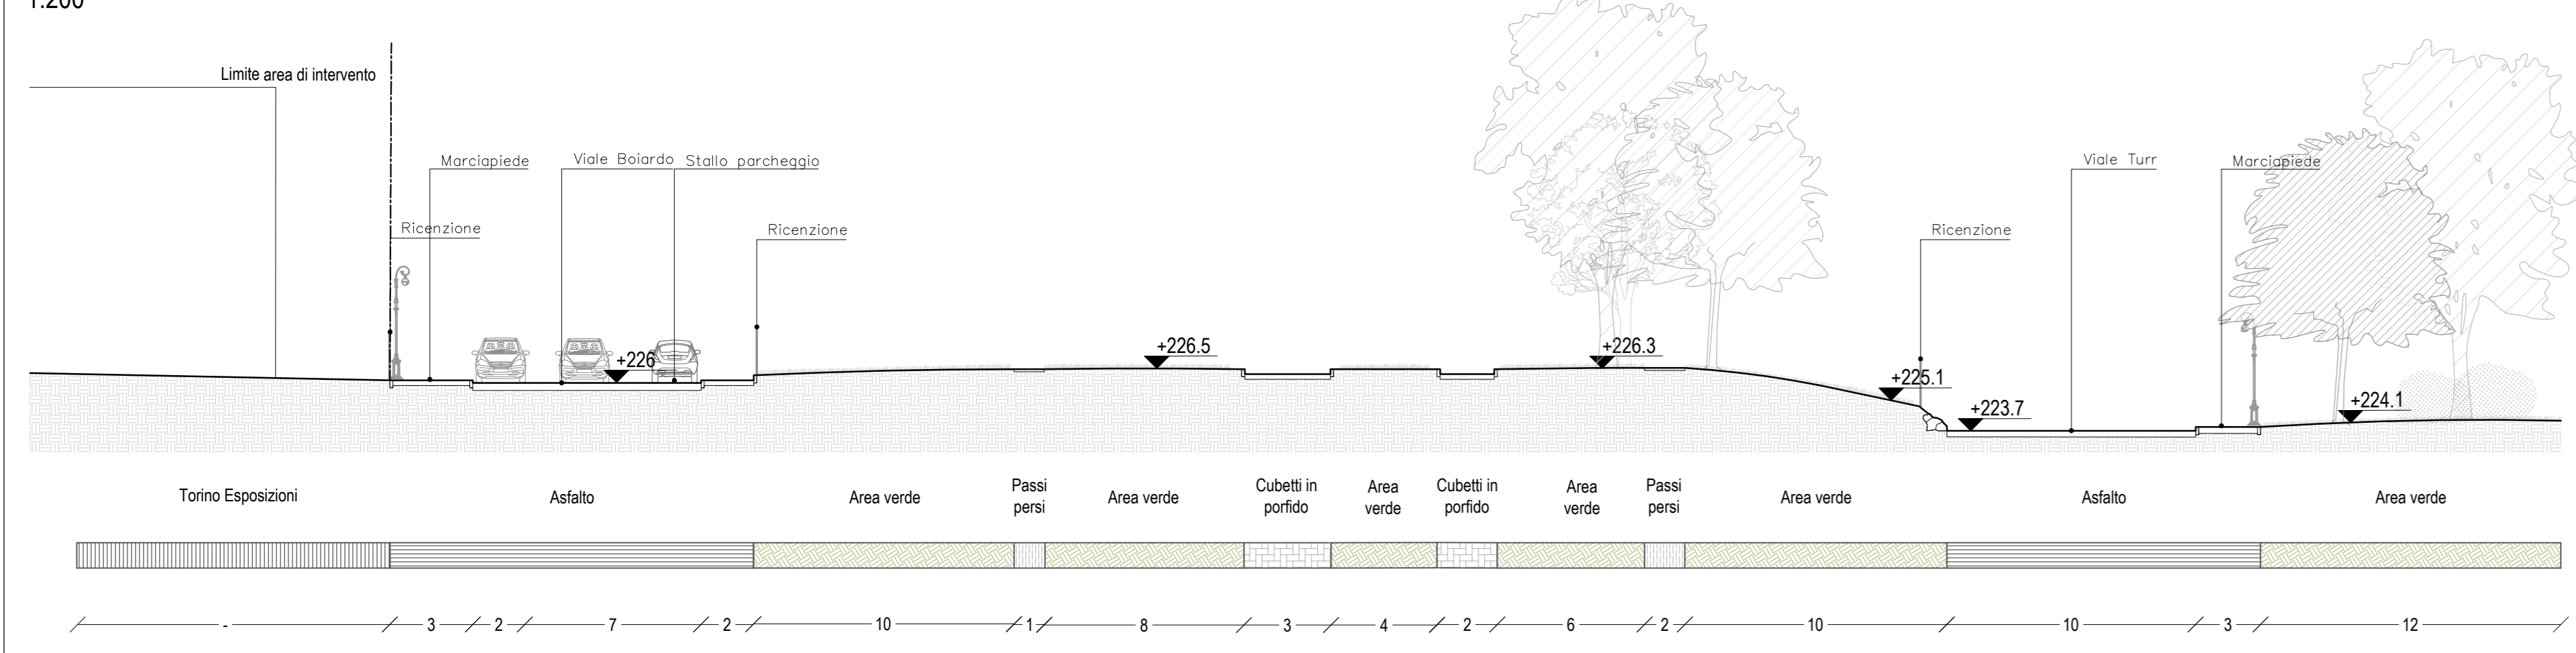 1:200
Limite area di intervento
Marciapiede
Viale Boiardo
Stallo parcheggio
Viale Turr
Marciapiede
Ricenzione
Ricenzione
Ricenzione
+226
+226.5
+226.3
+225.1
+223.7
+224.1
Torino Esposizioni
Asfalto
Area verde
Passi
persi
Area verde
Cubetti in
porfido
Area
verde
Cubetti in
porfido
Area
verde
Passi
persi
Area verde
Asfalto
Area verde
- 3 2 7 2 10 1 8 3 4 2 6 2 10 10 3 12